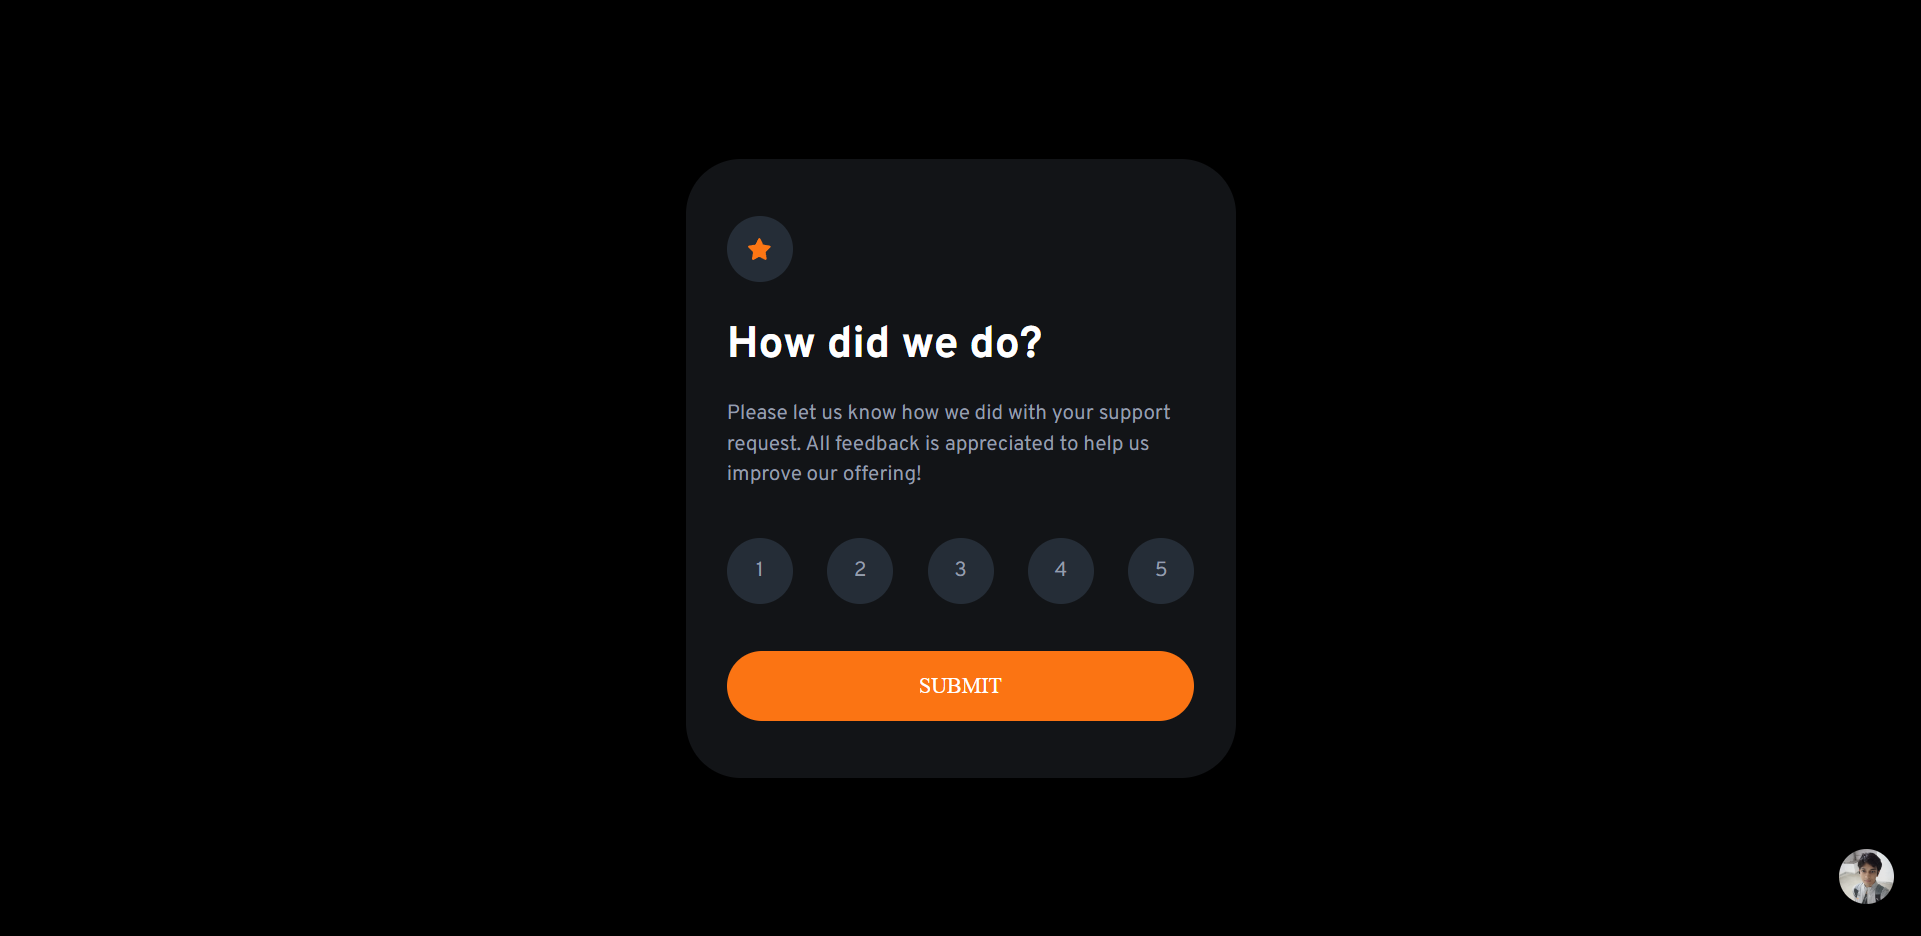 How did we do?
Please let us know how we did with your support
request. All feedback is appreciated to help us
improve our offering!
1 2 3 4 5
SUBMIT